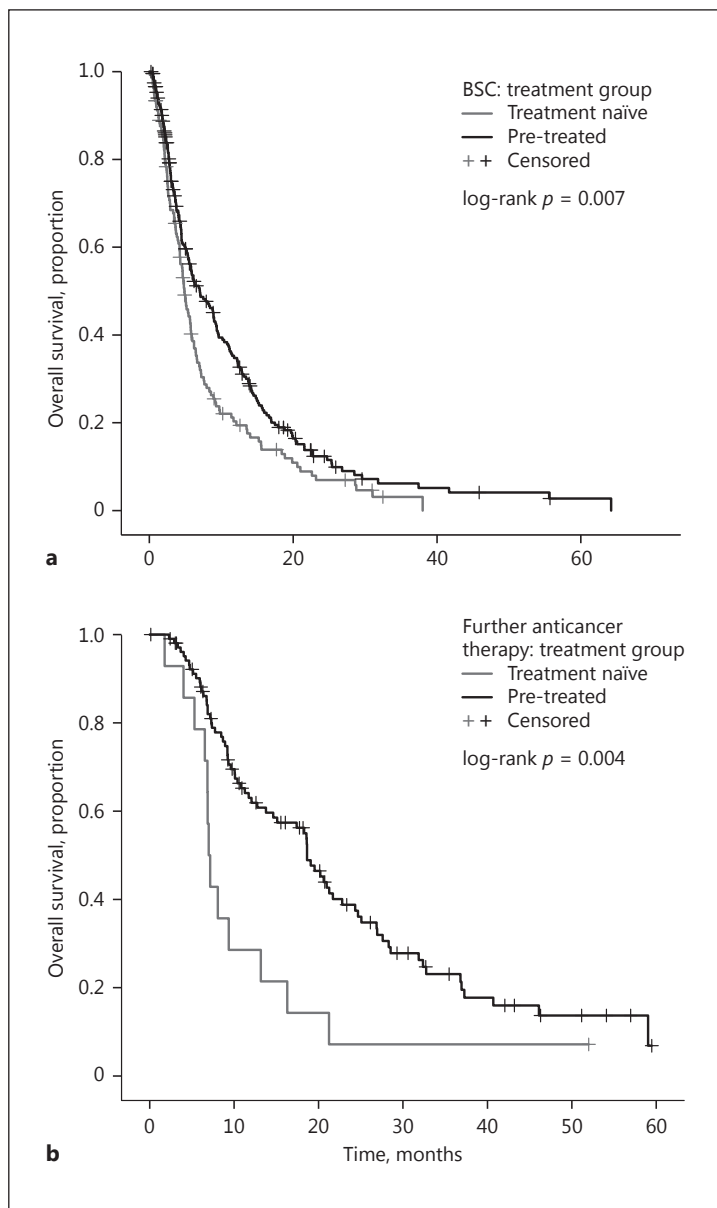 1.0
0.8
0.6
0.4
0.2
0
Overall survival, proportion
BSC: treatment group
Treatment naïve
Pre-treated
+ + Censored
log-rank p = 0.007
0 20 40 60
a
1.0
0.8
0.6
0.4
0.2
0
Overall survival, proportion
Further anticancer
therapy: treatment group
Treatment naïve
Pre-treated
+ + Censored
log-rank p = 0.004
0 10 20 30 40 50 60
Time, months
b